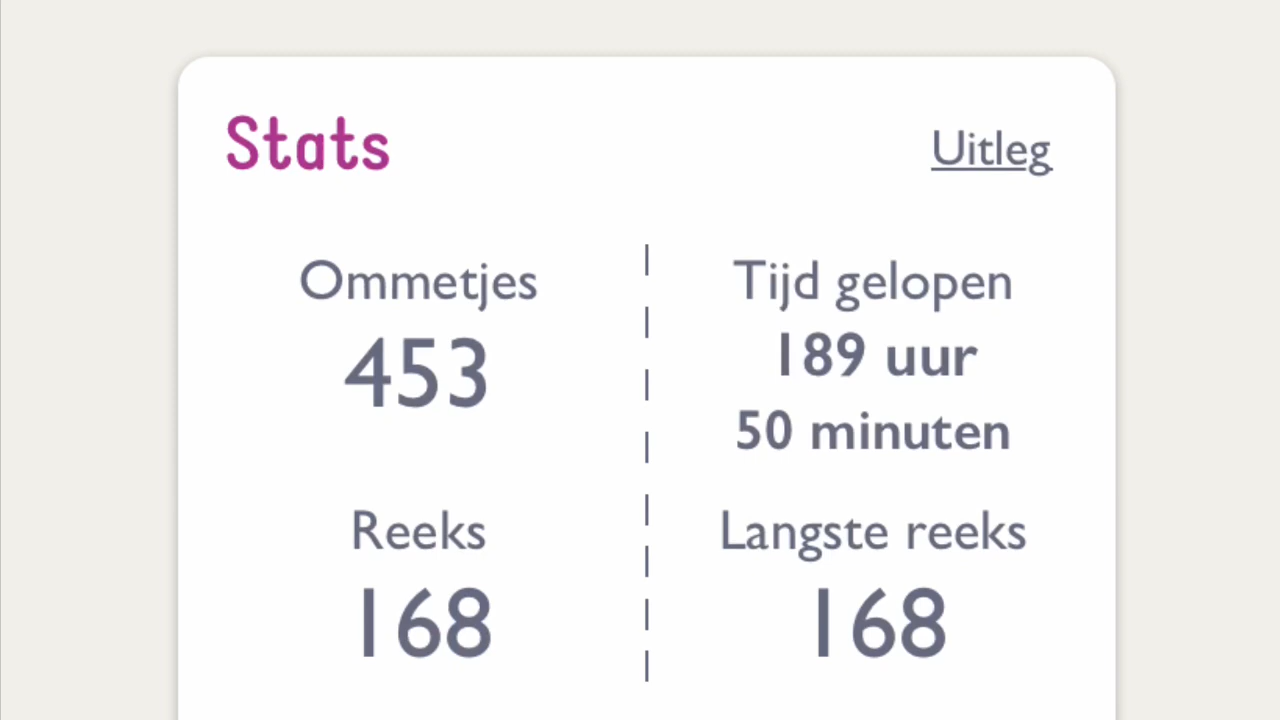 Stats
Uitleg
Ommetjes
453
Tijd gelopen
189 uur
50 minuten
Reeks
168
Langste reeks
168